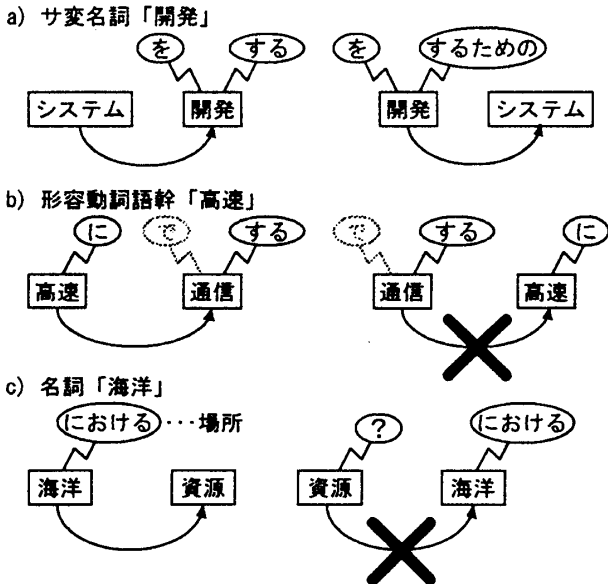 a) サ変名詞「開発」
を する を するための
システム 開発 開発 システム
b) 形容動詞語幹「高速」
に で する で する に
高速 通信 通信 高速
c) 名詞「海洋」
における ･･･場所 ? における
海洋 資源 資源 海洋